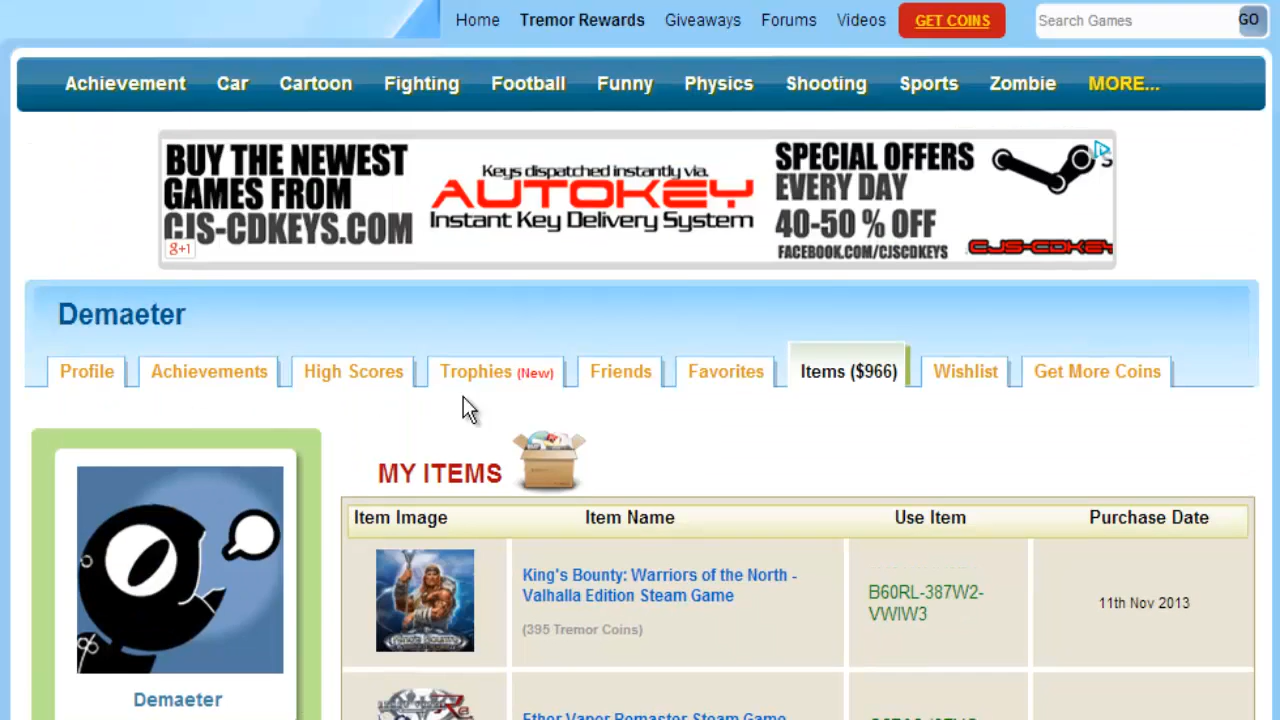 Home Tremor Rewards Giveaways Forums Videos GET COINS Search Games GO
Achievement Car Cartoon Fighting Football Funny Physics Shooting Sports Zombie MORE...
BUY THE NEWEST
GAMES FROM
CJS-CDKEYS.COM
g+1
Keys dispatched instantly via.
AUTOKEY
Instant Key Delivery System
SPECIAL OFFERS
EVERY DAY
40-50 % OFF
FACEBOOK.COM/CJSCDKEYS
CJS-CDKEY
Demaeter
Profile Achievements High Scores Trophies (New) Friends Favorites Items ($966) Wishlist Get More Coins
MY ITEMS
Item Image Item Name Use Item Purchase Date
King's Bounty: Warriors of the North -
Valhalla Edition Steam Game
(395 Tremor Coins)
B60RL-387W2-
VWIW3
11th Nov 2013
Demaeter
Ether Vapor Remaster Steam Game